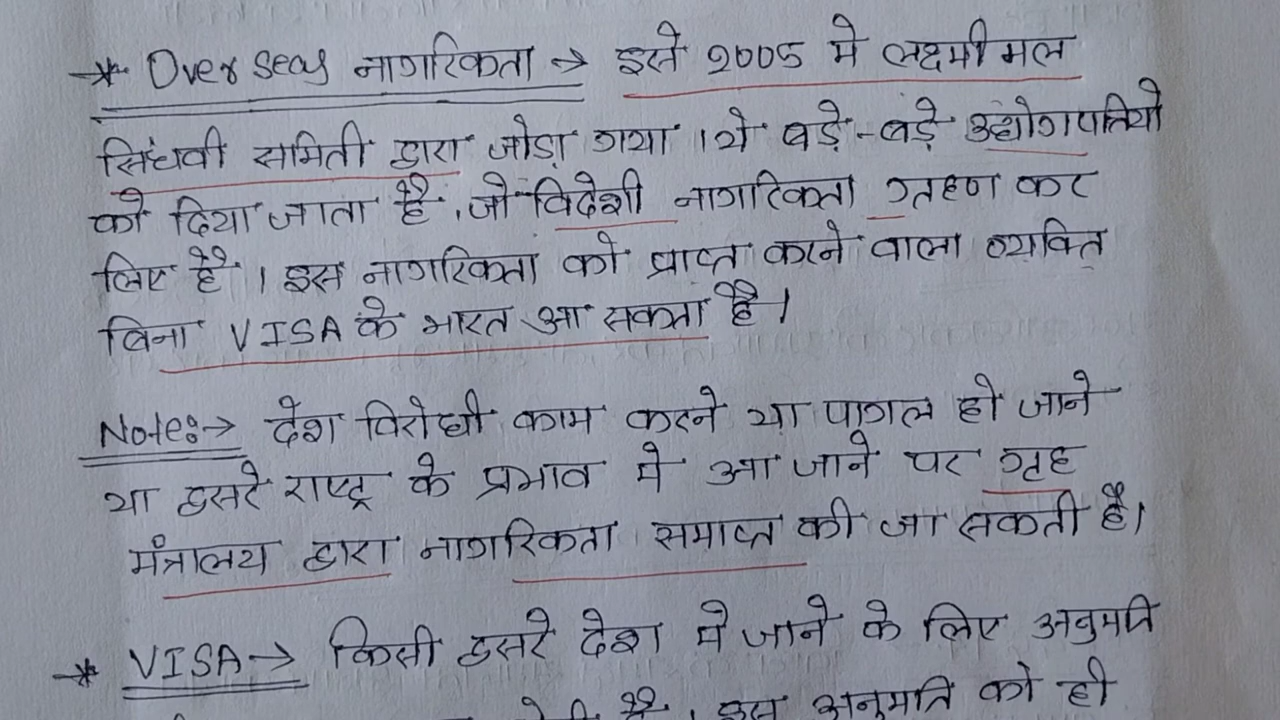 * Over seas नागरिकता → इसे 2005 मे लक्ष्मीमल
सिंघवी समिती द्वारा जोड़ा गया । ये बड़े-बड़े उद्योगपतियो
को दिया जाता है , जो विदेशी नागरिकता ग्रहण कर
लिए है । इस नागरिकता को प्राप्त करने वाला व्यक्ति
बिना VISA के भारत आ सकता है ।
Note:→ देश विरोधी काम करने या पागल हो जाने
या दुसरे राष्ट्र के प्रभाव मे आ जाने पर गृह
मंत्रालय द्वारा नागरिकता समाप्त की जा सकती है।
* VISA → किसी दुसरे देश मे जाने के लिए अनुमति
है , इस अनुमति को ही